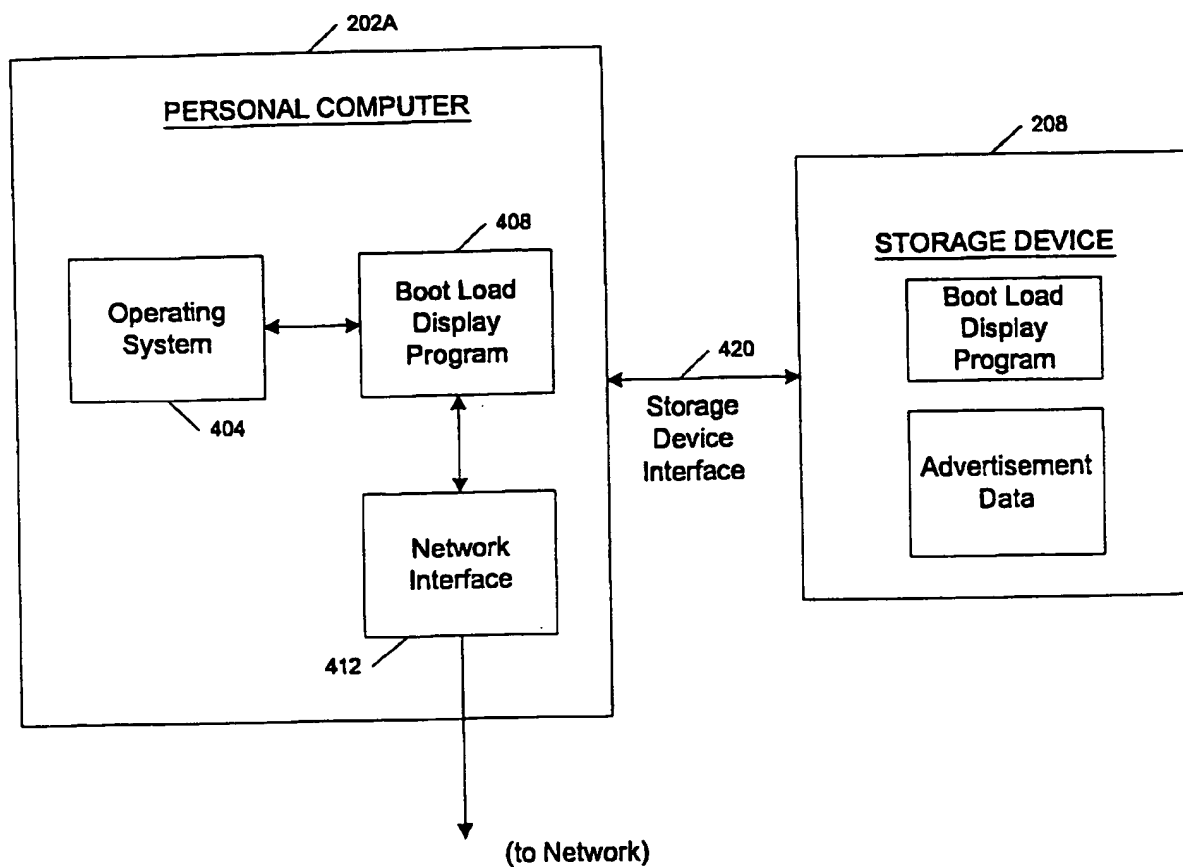 202A
PERSONAL COMPUTER
208
STORAGE DEVICE
408
Operating
System
404
Boot Load
Display
Program
Boot Load
Display
Program
420
Storage
Device
Interface
Advertisement
Data
Network
Interface
412
(to Network)